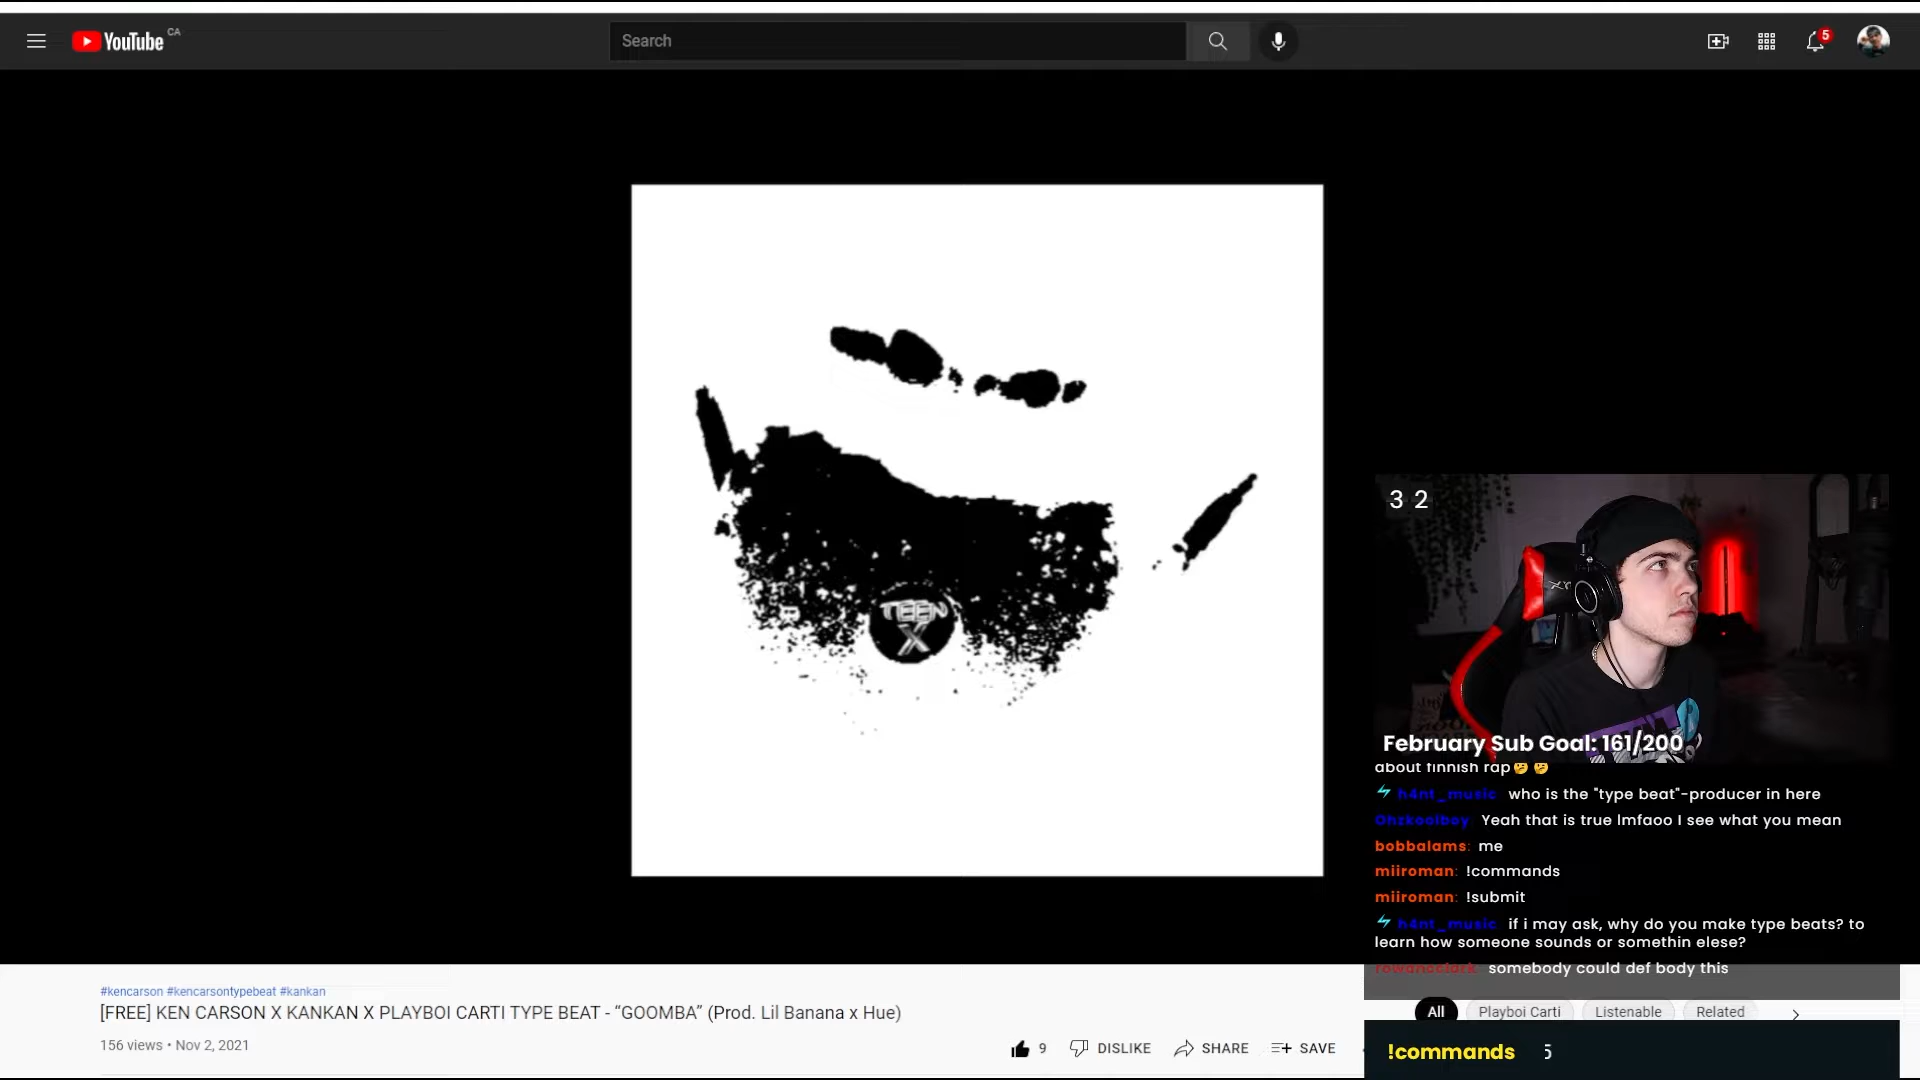 YouTube CA
Search
5
TEEN
X
3 2
February Sub Goal: 161/200
about finnish rap🤔 🤔
h4nt_music: who is the "type beat"-producer in here
Ohzkoolboy: Yeah that is true lmfaoo I see what you mean
bobbalams: me
miiroman: !commands
miiroman: !submit
h4nt_music: if i may ask, why do you make type beats? to
learn how someone sounds or somethin elese?
somebody could def body this
#kencarson #kencarsontypebeat #kankan
[FREE] KEN CARSON X KANKAN X PLAYBOI CARTI TYPE BEAT - “GOOMBA” (Prod. Lil Banana x Hue)
156 views • Nov 2, 2021
9 DISLIKE SHARE SAVE
All Playboi Carti Listenable Related
!commands